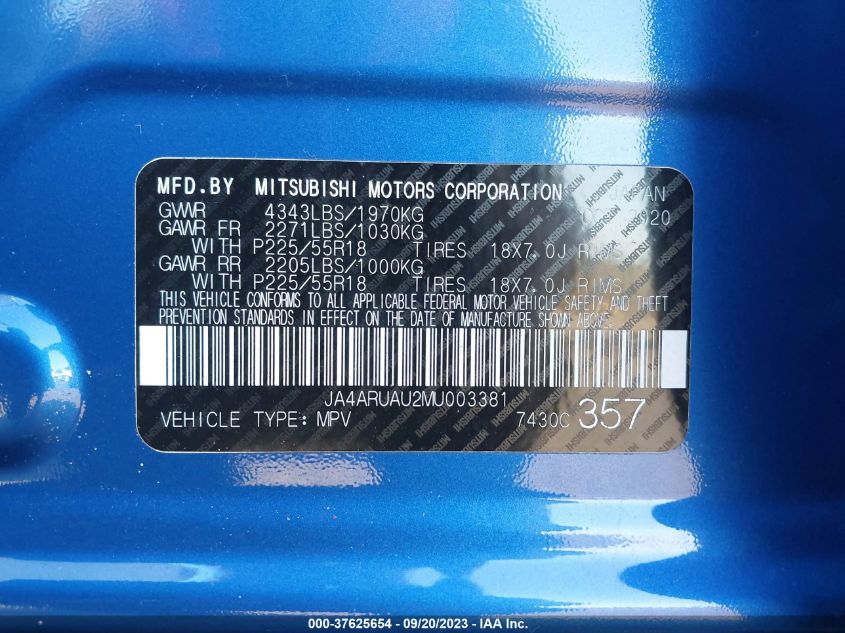 MFD.BY MITSUBISHI MOTORS CORPORATION JAPAN
GVWR 4343LBS/1970KG
GAWR FR 2271LBS/1030KG
WITH P225/55R18 TIRES 18X7.0J RIMS
GAWR RR 2205LBS/1000KG
WITH P225/55R18 TIRES 18X7.0J RIMS
THIS VEHICLE CONFORMS TO ALL APPLICABLE FEDERAL MOTOR VEHICLE SAFETY AND THEFT
PREVENTION STANDARDS IN EFFECT ON THE DATE OF MANUFACTURE SHOWN ABOVE.
JA4ARUAU2MU003381
VEHICLE TYPE: MPV 7430C 357
000-37625654 - 09/20/2023 - IAA Inc.